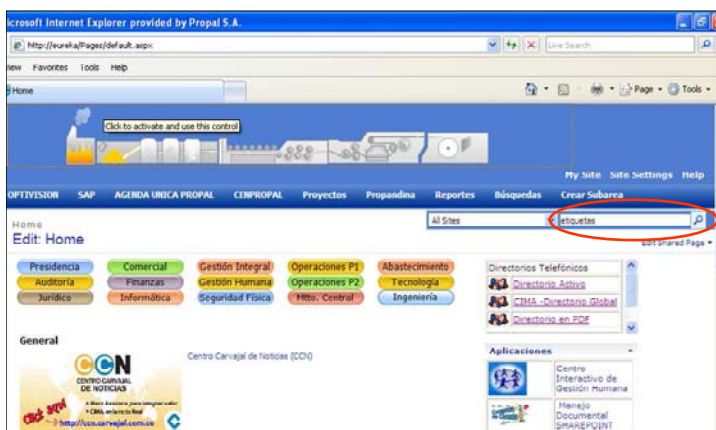 icrosoft Internet Explorer provided by Propal S.A.
http://eureka/Pages/default.aspx
Live Search
iew Favorites Tools Help
Home
Page Tools
Click to activate and use this control
My Site Site Settings Help
OPTIVISION SAP AGENDA UNICA PROPAL CENPROPAL Proyectos Propandina Reportes Búsquedas Crear Subarea
Home
All Sites
etiquetas
Edit: Home
Edit Shared Page
Presidencia Comercial Gestión Integral Operaciones P1 Abastecimiento
Auditoría Finanzas Gestión Humana Operaciones P2 Tecnología
Jurídico Informática Seguridad Física Mtto. Central Ingeniería
Directorios Telefónicos
Directorio Activo
CIMA -Directorio Global
Directorio en PDF
General
CCN
CENTRO CARVAJAL
DE NOTICIAS
Click aquí
http://ccn.carvajal.com.co
Centro Carvajal de Noticias (CCN)
Aplicaciones
Centro
Interactivo de
Gestión Humana
Manejo
Documental
SHAREPOINT